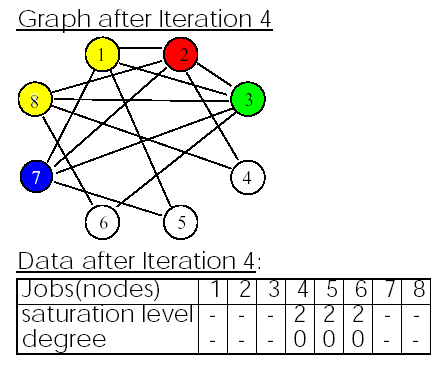 Graph after Iteration 4
1 2
8 3
7 4
6 5
Data after Iteration 4:
Jobs(nodes) 1 2 3 4 5 6 7 8
saturation level - - - 2 2 2 - -
degree - - - 0 0 0 - -